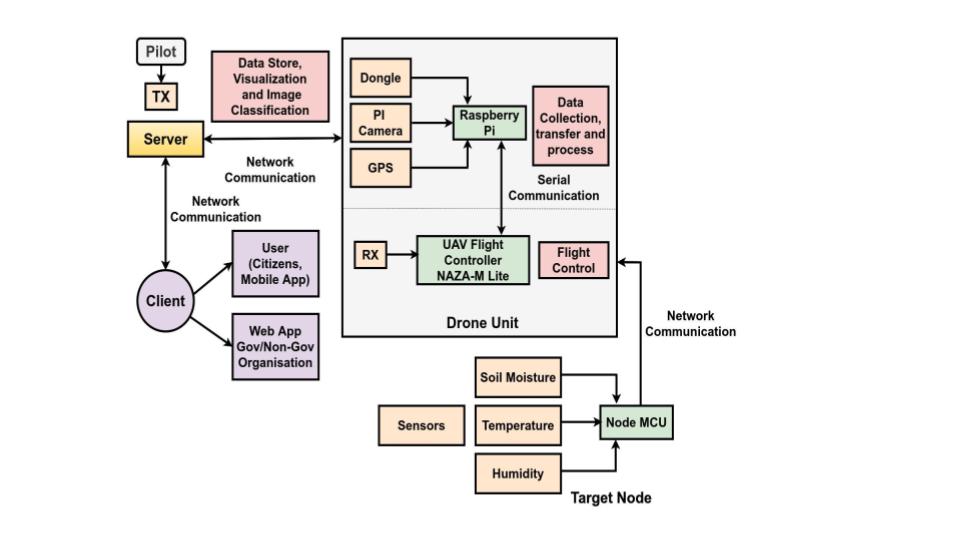 Pilot
TX
Data Store,
Visualization
and Image
Classification
Server
Network
Communication
Network
Communication
Client
User
(Citizens,
Mobile App)
Web App
Gov/Non-Gov
Organisation
Dongle
PI
Camera
GPS
Raspberry
Pi
Data
Collection,
transfer and
process
Serial
Communication
RX
UAV Flight
Controller
NAZA-M Lite
Flight
Control
Drone Unit
Network
Communication
Soil Moisture
Sensors
Temperature
Node MCU
Humidity
Target Node